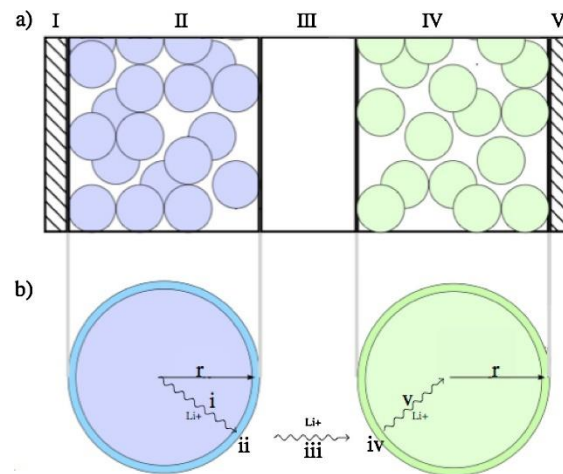 a) I II III IV V
b)
r r
i v
Li+ Li+ Li+
ii iii iv